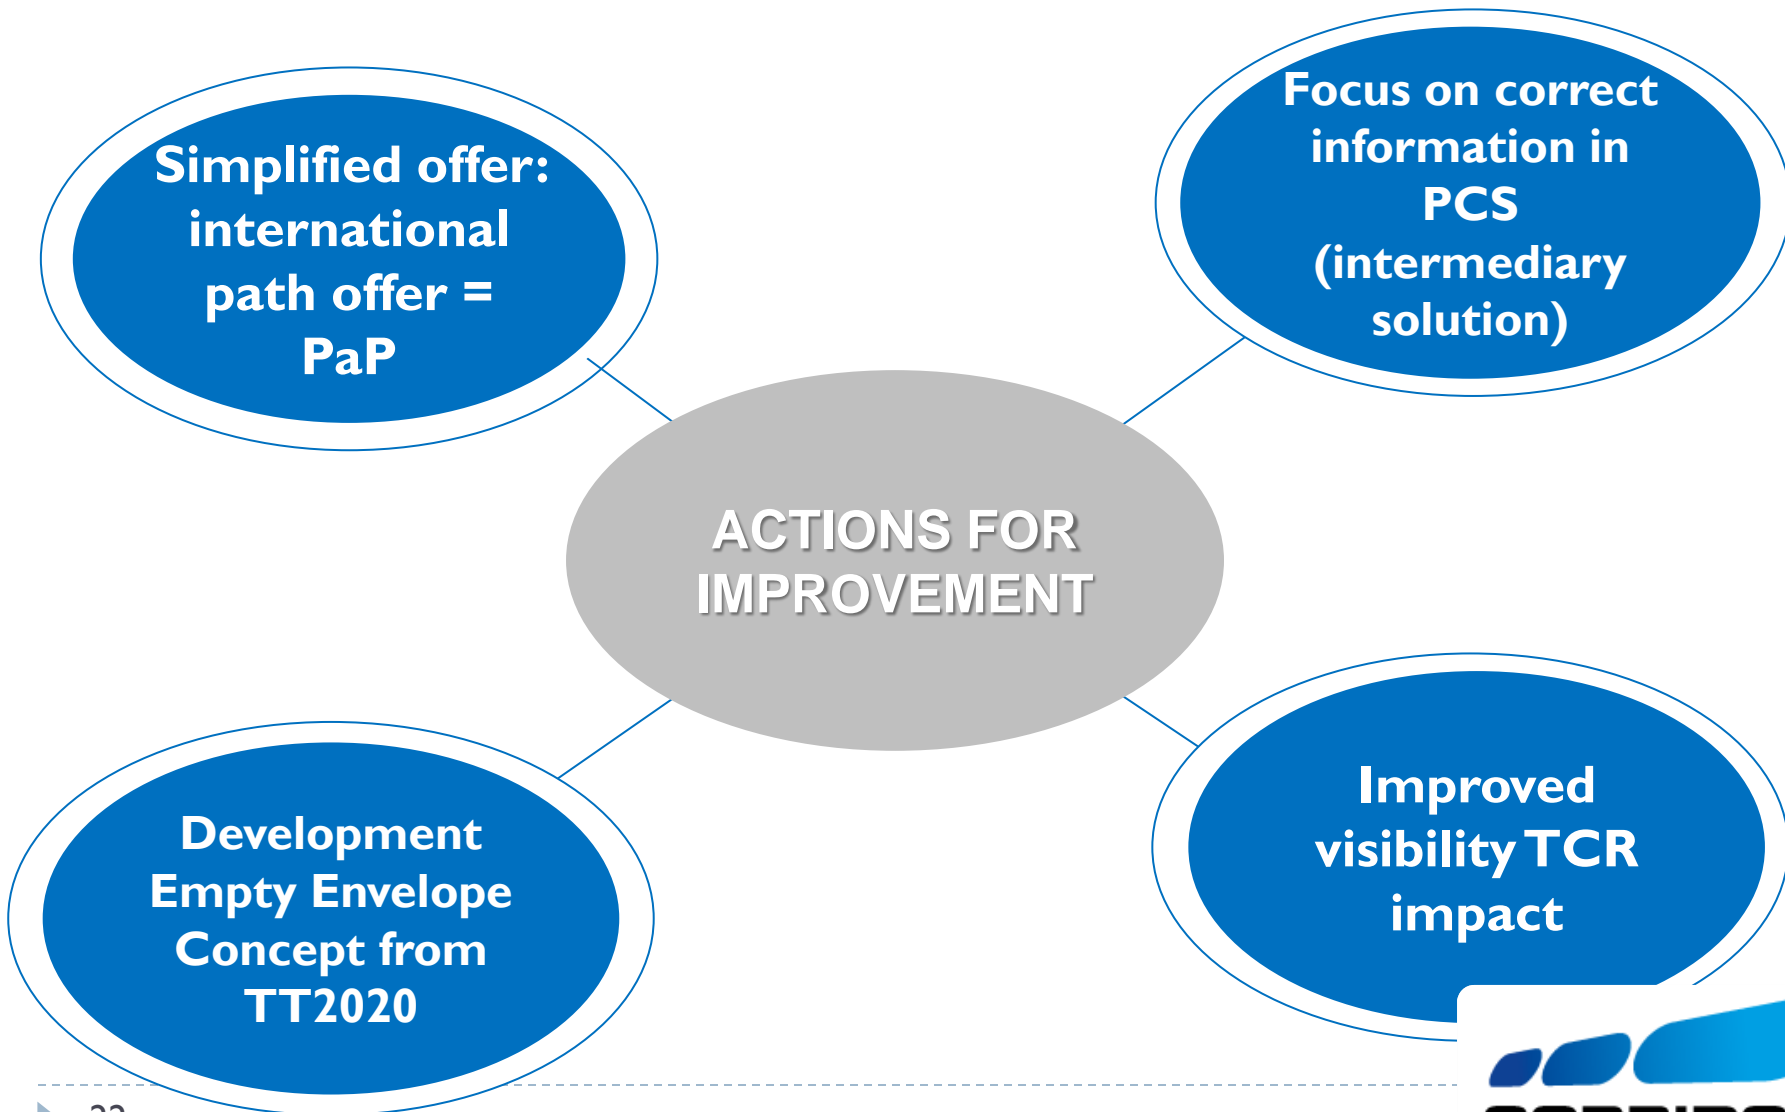 Simplified offer:
international
path offer =
PaP
Focus on correct
information in
PCS
(intermediary
solution)
ACTIONS FOR
IMPROVEMENT
Development
Empty Envelope
Concept from
TT2020
Improved
visibility TCR
impact